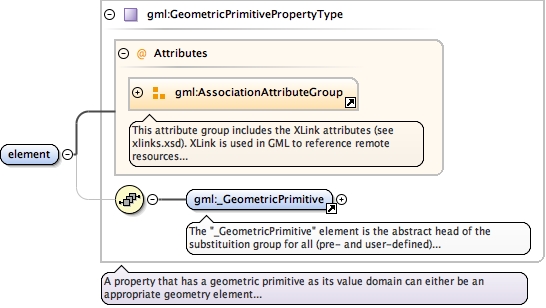 gml:GeometricPrimitivePropertyType
@ Attributes
gml:AssociationAttributeGroup
This attribute group includes the XLink attributes (see
xlinks.xsd). XLink is used in GML to reference remote
resources...
element
gml:_GeometricPrimitive
The "_GeometricPrimitive" element is the abstract head of the
substituition group for all (pre- and user-defined)...
A property that has a geometric primitive as its value domain can either be an
appropriate geometry element...